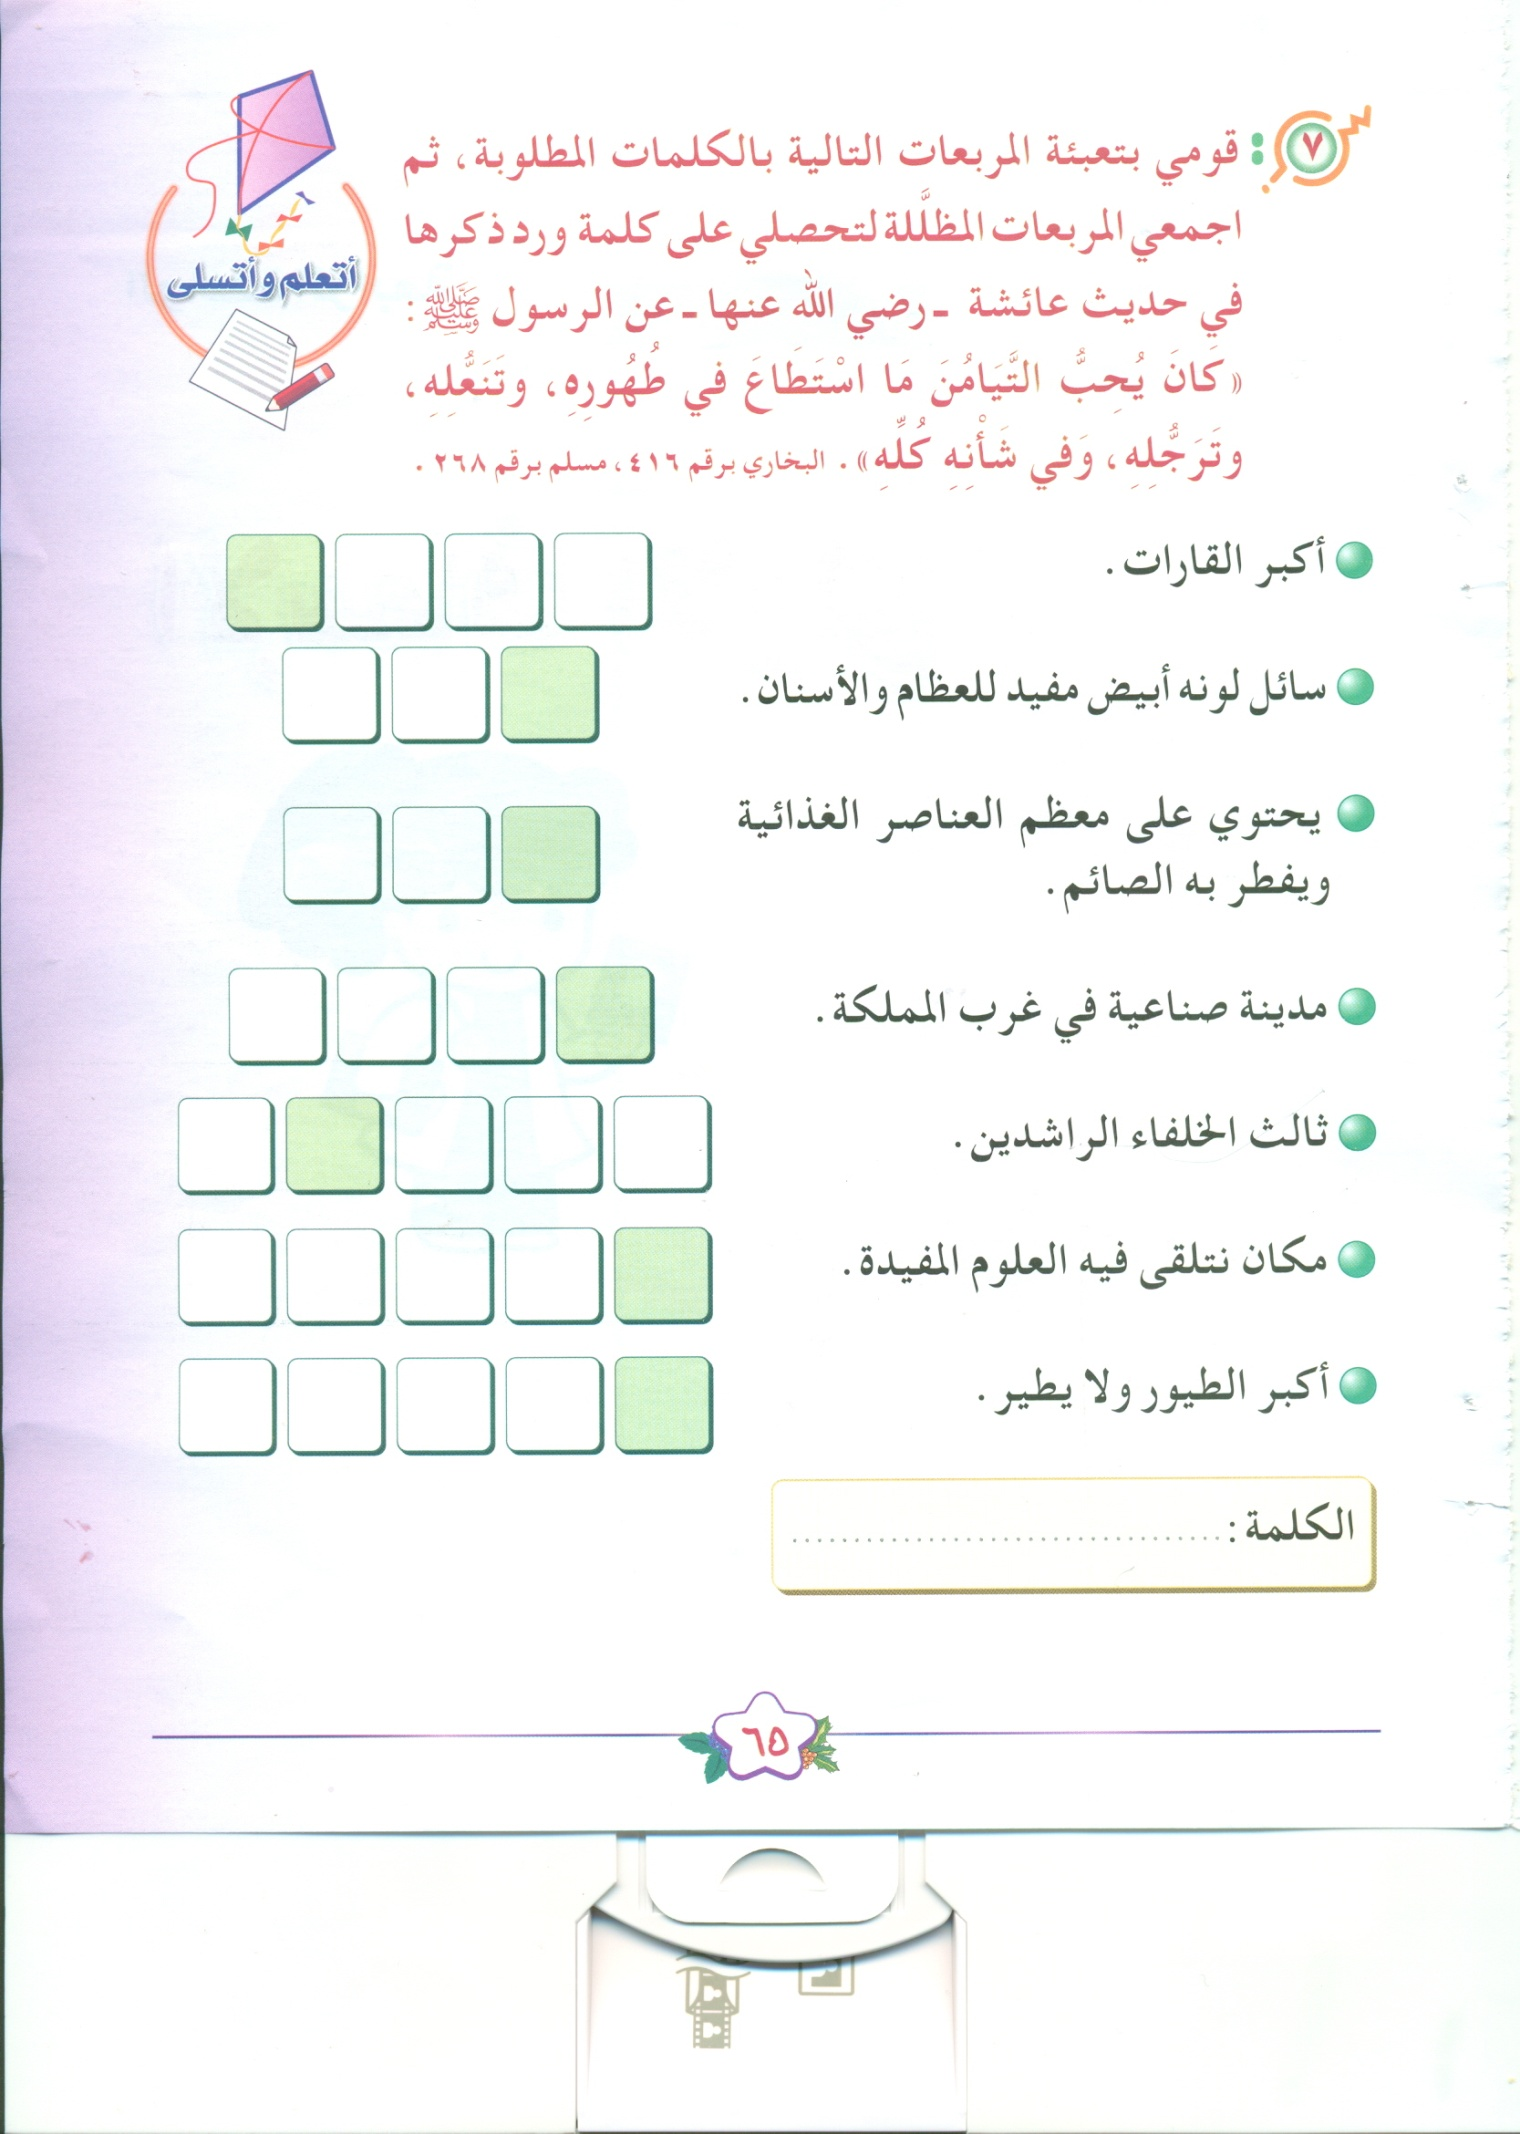 ٧ : قومي بتعبئة المربعات التالية بالكلمات المطلوبة، ثم
اجمعي المربعات المظلَّلة لتحصلي على كلمة ورد ذكرها
في حديث عائشة ـ رضي الله عنها ـ عن الرسول ﷺ :
«كَانَ يُحِبُّ التَّيَامُنَ مَا اسْتَطَاعَ في طُهُورِهِ، وتَنَعُّلِهِ،
وتَرَجُّلِهِ، وَفي شَأْنِهِ كُلِّهِ» . البخاري برقم ٤١٦، مسلم برقم ٢٦٨ .
أتعلم وأتسلى
أكبر القارات .
سائل لونه أبيض مفيد للعظام والأسنان .
يحتوي على معظم العناصر الغذائية
ويفطر به الصائم .
مدينة صناعية في غرب المملكة .
ثالث الخلفاء الراشدين .
مكان نتلقى فيه العلوم المفيدة .
أكبر الطيور ولا يطير .
الكلمة : ...................................
٦٥